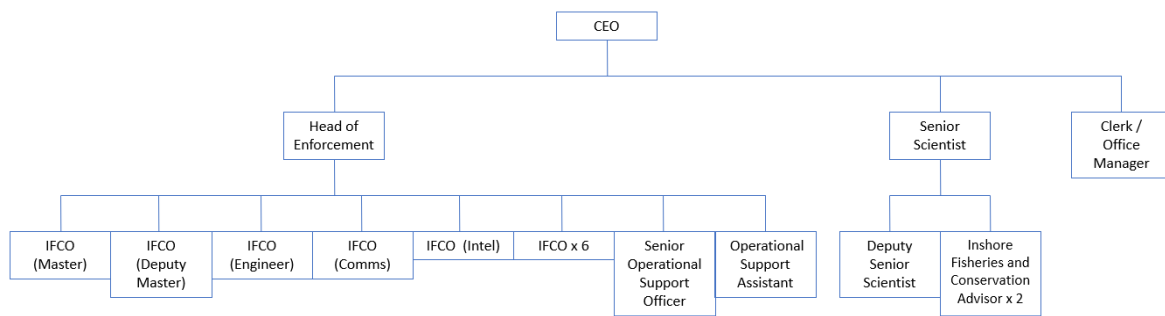 CEO
Head of
Enforcement
Senior
Scientist
Clerk /
Office
Manager
IFCO
(Master)
IFCO
(Deputy
Master)
IFCO
(Engineer)
IFCO
(Comms)
IFCO (Intel)
IFCO x 6
Senior
Operational
Support
Officer
Operational
Support
Assistant
Deputy
Senior
Scientist
Inshore
Fisheries and
Conservation
Advisor x 2